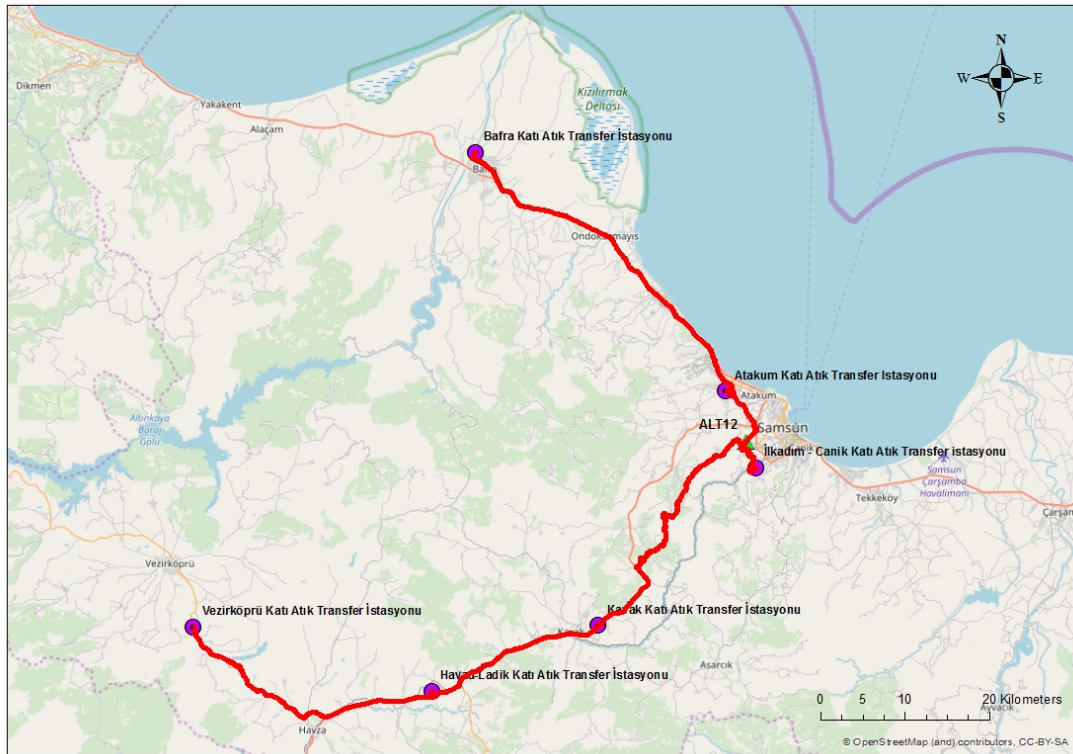 N
W E
S
Dikmen
Yakakent
Alaçam
Kızılırmak
Deltası
Bafra Katı Atık Transfer İstasyonu
Bafra
Ondokuzmayıs
Atakum Katı Atık Transfer İstasyonu
Atakum
ALT12
Samsun
İlkadım - Canik Katı Atık Transfer istasyonu
Altınkaya
Baraj
Gölü
Samsun
Çarşamba
Havalimanı
Tekkeköy
Çarşam
Vezirköprü
Vezirköprü Katı Atık Transfer İstasyonu
Kavak Katı Atık Transfer İstasyonu
Havza-Ladik Katı Atık Transfer İstasyonu
Asarcık
Havza
Ayvacık
0 5 10 20 Kilometers
© OpenStreetMap (and) contributors, CC-BY-SA